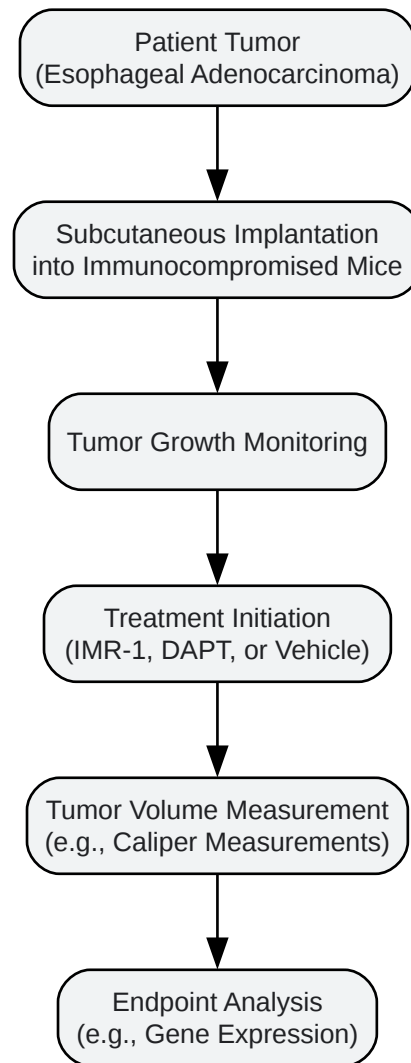 Patient Tumor
(Esophageal Adenocarcinoma)
Subcutaneous Implantation
into Immunocompromised Mice
Tumor Growth Monitoring
Treatment Initiation
(IMR-1, DAPT, or Vehicle)
Tumor Volume Measurement
(e.g., Caliper Measurements)
Endpoint Analysis
(e.g., Gene Expression)